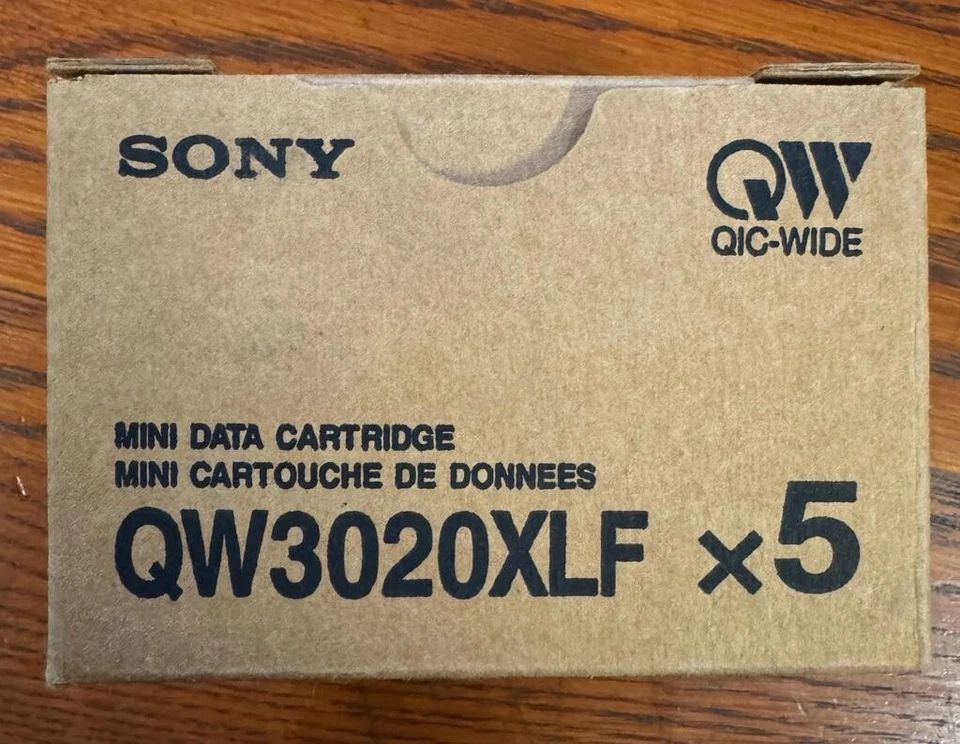 SONY
QW
QIC-WIDE
MINI DATA CARTRIDGE
MINI CARTOUCHE DE DONNEES
QW3020XLF ×5